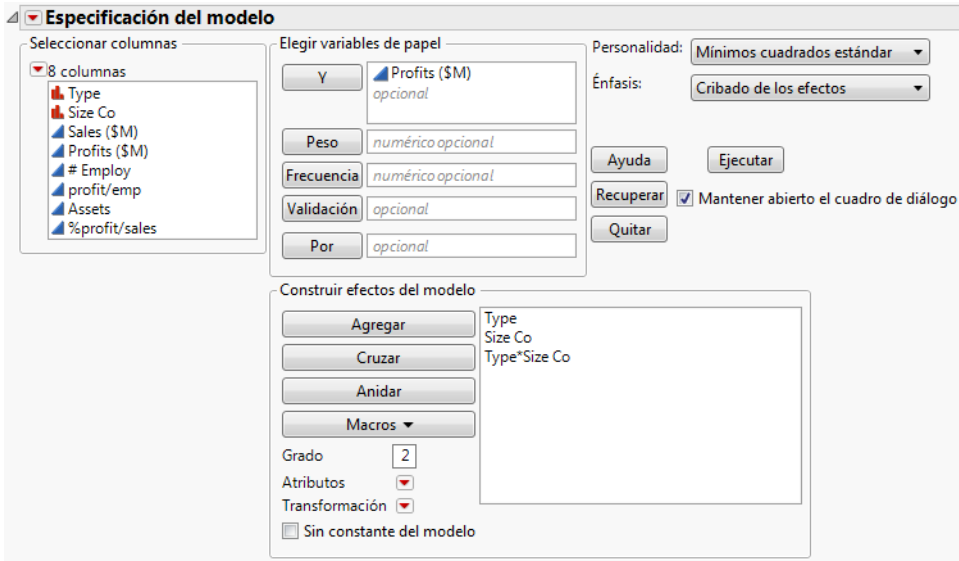 Especificación del modelo
Seleccionar columnas
8 columnas
Type
Size Co
Sales ($M)
Profits ($M)
# Employ
profit/emp
Assets
%profit/sales
Elegir variables de papel
Y
Profits ($M)
opcional
Peso
numérico opcional
Frecuencia
numérico opcional
Validación
opcional
Por
opcional
Personalidad:
Mínimos cuadrados estándar
Énfasis:
Cribado de los efectos
Ayuda
Ejecutar
Recuperar
Mantener abierto el cuadro de diálogo
Quitar
Construir efectos del modelo
Agregar
Cruzar
Anidar
Macros
Grado
2
Atributos
Transformación
Sin constante del modelo
Type
Size Co
Type*Size Co